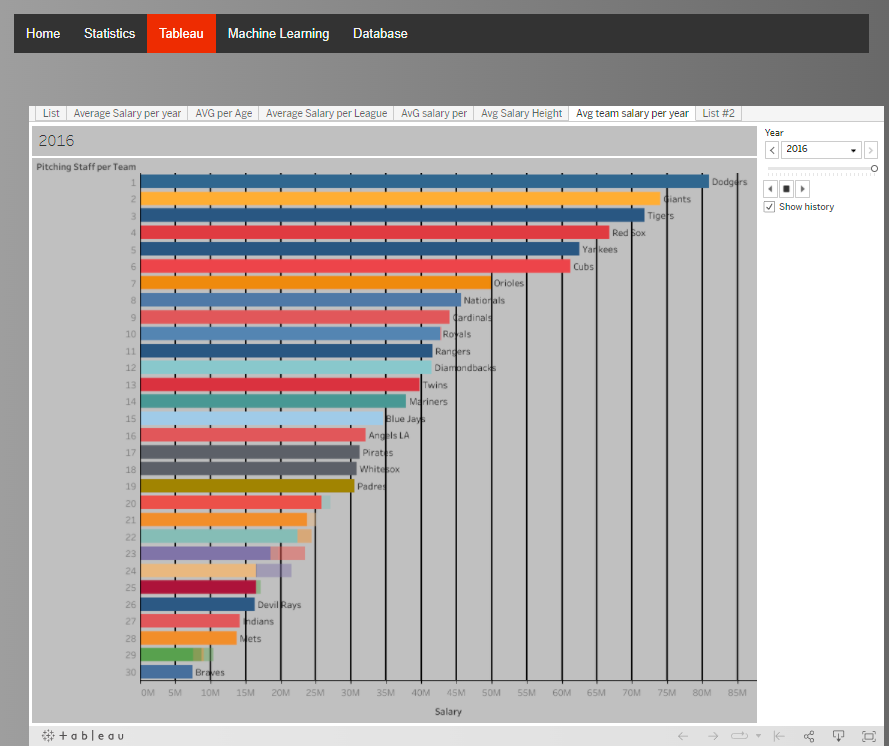 Home Statistics Tableau Machine Learning Database
List Average Salary per year AVG per Age Average Salary per League AvG salary per Avg Salary Height Avg team salary per year List #2
2016
Year
2016
Show history
Pitching Staff per Team
1 Dodgers
2 Giants
3 Tigers
4 Red Sox
5 Yankees
6 Cubs
7 Orioles
8 Nationals
9 Cardinals
10 Royals
11 Rangers
12 Diamondbacks
13 Twins
14 Mariners
15 Blue Jays
16 Angels LA
17 Pirates
18 Whitesox
19 Padres
20
21
22
23
24
25
26 Devil Rays
27 Indians
28 Mets
29
30 Braves
0M 5M 10M 15M 20M 25M 30M 35M 40M 45M 50M 55M 60M 65M 70M 75M 80M 85M
Salary
+ a b l e a u